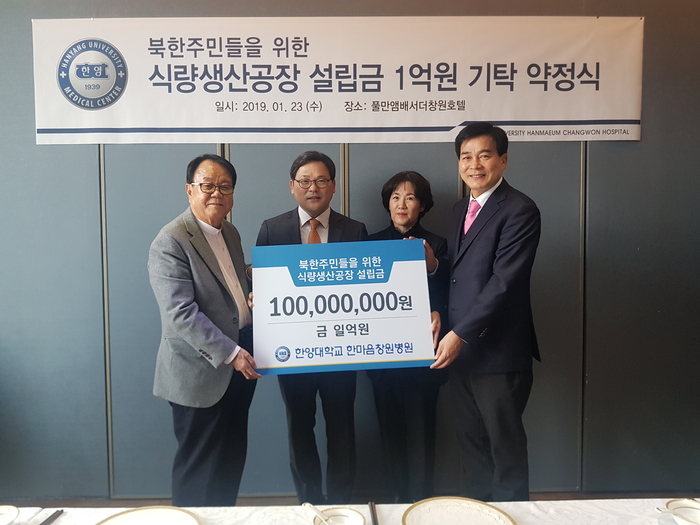 HANYANG UNIVERSITY
한양
1939
MEDICAL CENTER
북한주민들을 위한
식량생산공장 설립금 1억원 기탁 약정식
일시: 2019. 01. 23 (수) 장소: 풀만앰배서더창원호텔
VERSITY HANMAEUM CHANGWON HOSPITAL
북한주민들을 위한
식량생산공장 설립금
100,000,000원
금 일억원
한양대학교 한마음창원병원